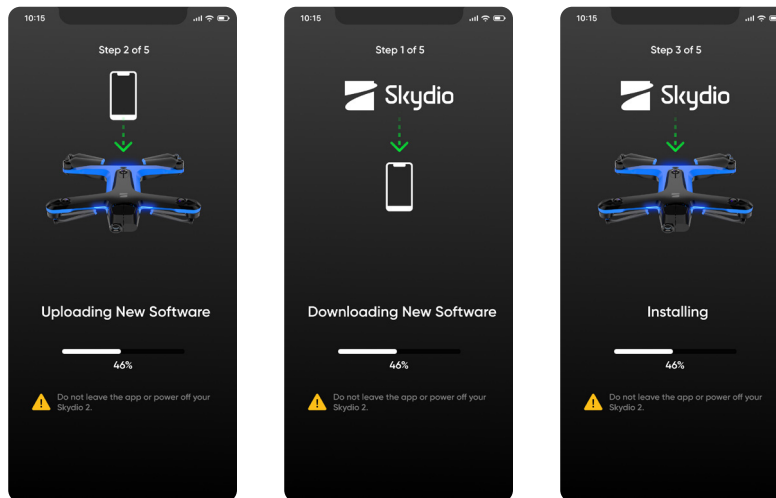 10:15
Step 2 of 5
Uploading New Software
46%
Do not leave the app or power off your
Skydio 2.
10:15
Step 1 of 5
Skydio
Downloading New Software
46%
Do not leave the app or power off your
Skydio 2.
10:15
Step 3 of 5
Skydio
Installing
46%
Do not leave the app or power off your
Skydio 2.